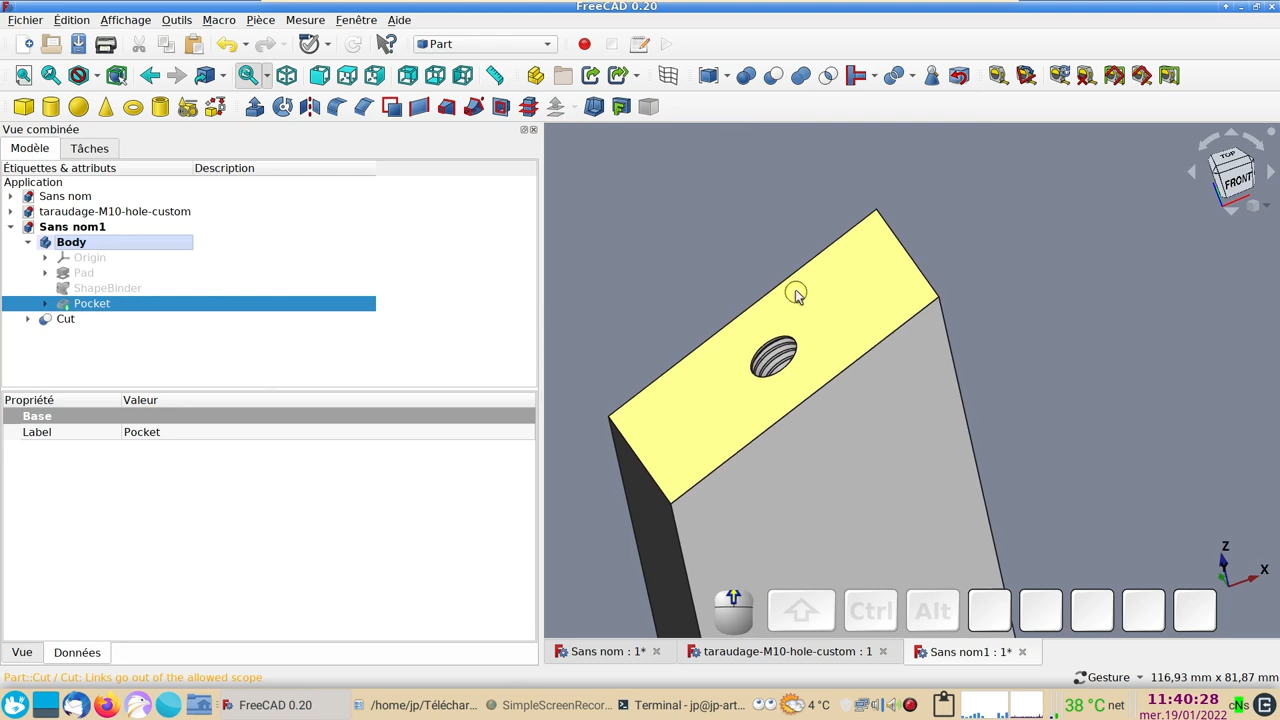 FreeCAD 0.20
Fichier Édition Affichage Outils Macro Pièce Mesure Fenêtre Aide
Part
Vue combinée
Modèle Tâches
Étiquettes & attributs Description
Application
Sans nom
taraudage-M10-hole-custom
Sans nom1
Body
Origin
Pad
ShapeBinder
Pocket
Cut
TOP
FRONT
Propriété Valeur
Base
Label Pocket
Z
X
Ctrl Alt
Vue Données
Sans nom : 1* taraudage-M10-hole-custom : 1 Sans nom1 : 1*
Part::Cut / Cut: Links go out of the allowed scope
Gesture 116,93 mm x 81,87 mm
FreeCAD 0.20 /home/jp/Téléchar... SimpleScreenRecor... Terminal - jp@jp-art... 4 °C 38 °C net 11:40:28
mer.19/01/2022